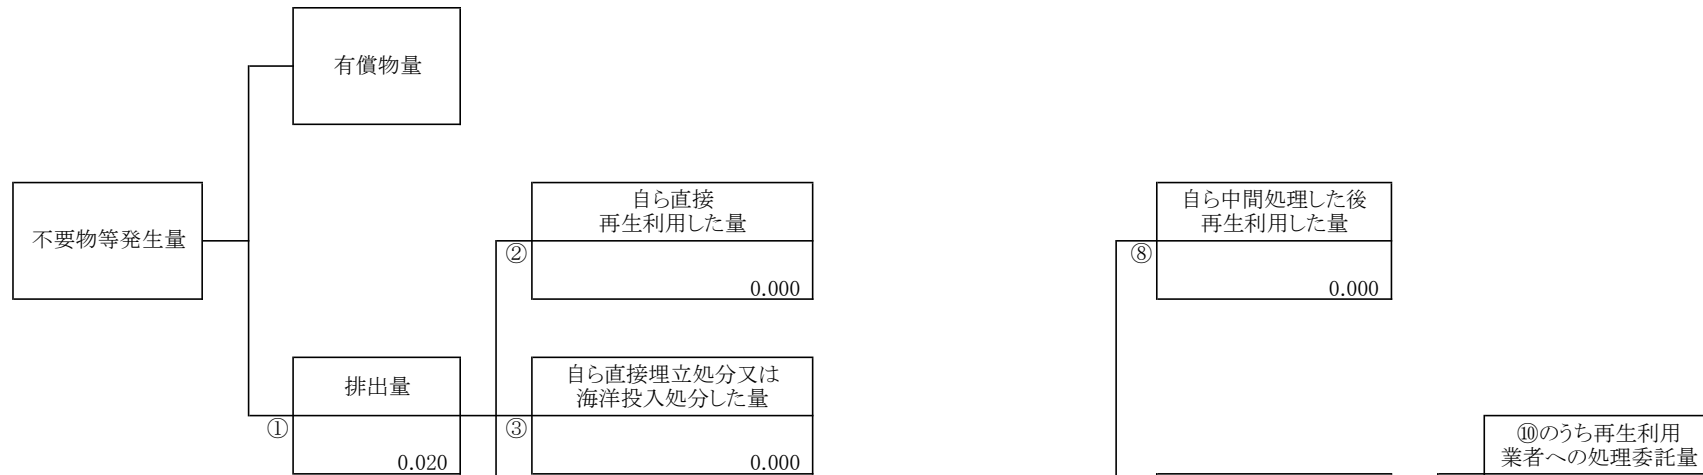 有償物量
不要物等発生量
自ら直接
再生利用した量
②
0.000
自ら中間処理した後
再生利用した量
⑧
0.000
排出量
①
0.020
自ら直接埋立処分又は
海洋投入処分した量
③
0.000
⑩のうち再生利用
業者への処理委託量